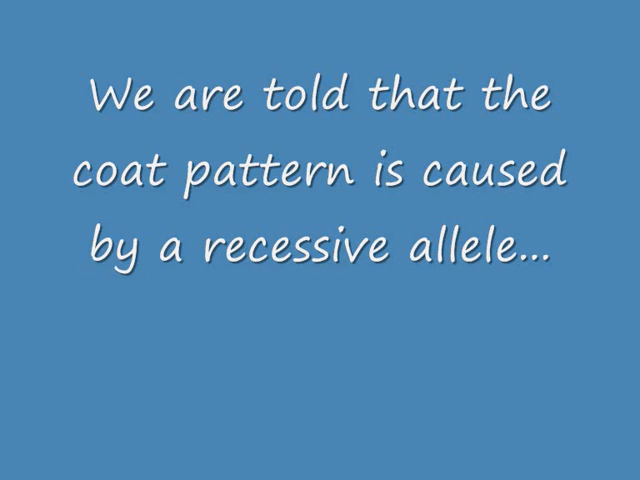 We are told that the
coat pattern is caused
by a recessive allele...